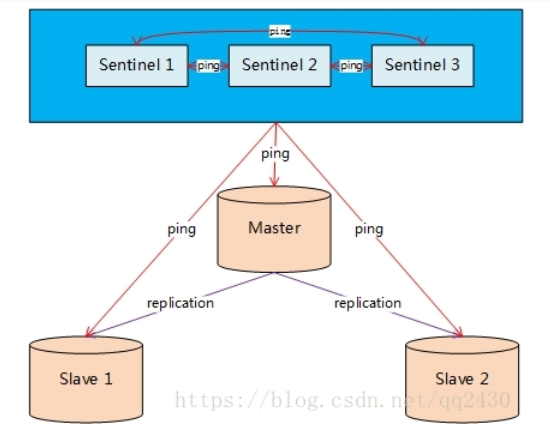 ping
Sentinel 1
ping
Sentinel 2
ping
Sentinel 3
ping
ping
Master
ping
replication
replication
Slave 1
Slave 2
https://blog.csdn.net/qq2430